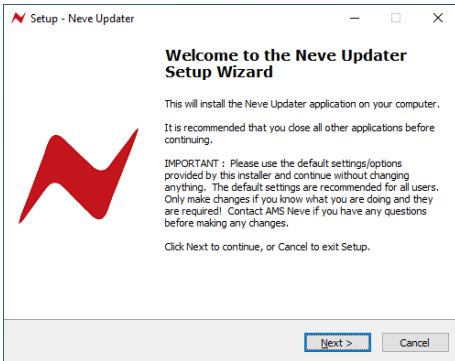 Setup - Neve Updater
Welcome to the Neve Updater
Setup Wizard
This will install the Neve Updater application on your computer.
It is recommended that you close all other applications before
continuing.
IMPORTANT : Please use the default settings/options
provided by this installer and continue without changing
anything. The default settings are recommended for all users.
Only make changes if you know what you are doing and they
are required! Contact AMS Neve if you have any questions
before making any changes.
Click Next to continue, or Cancel to exit Setup.
Next >
Cancel